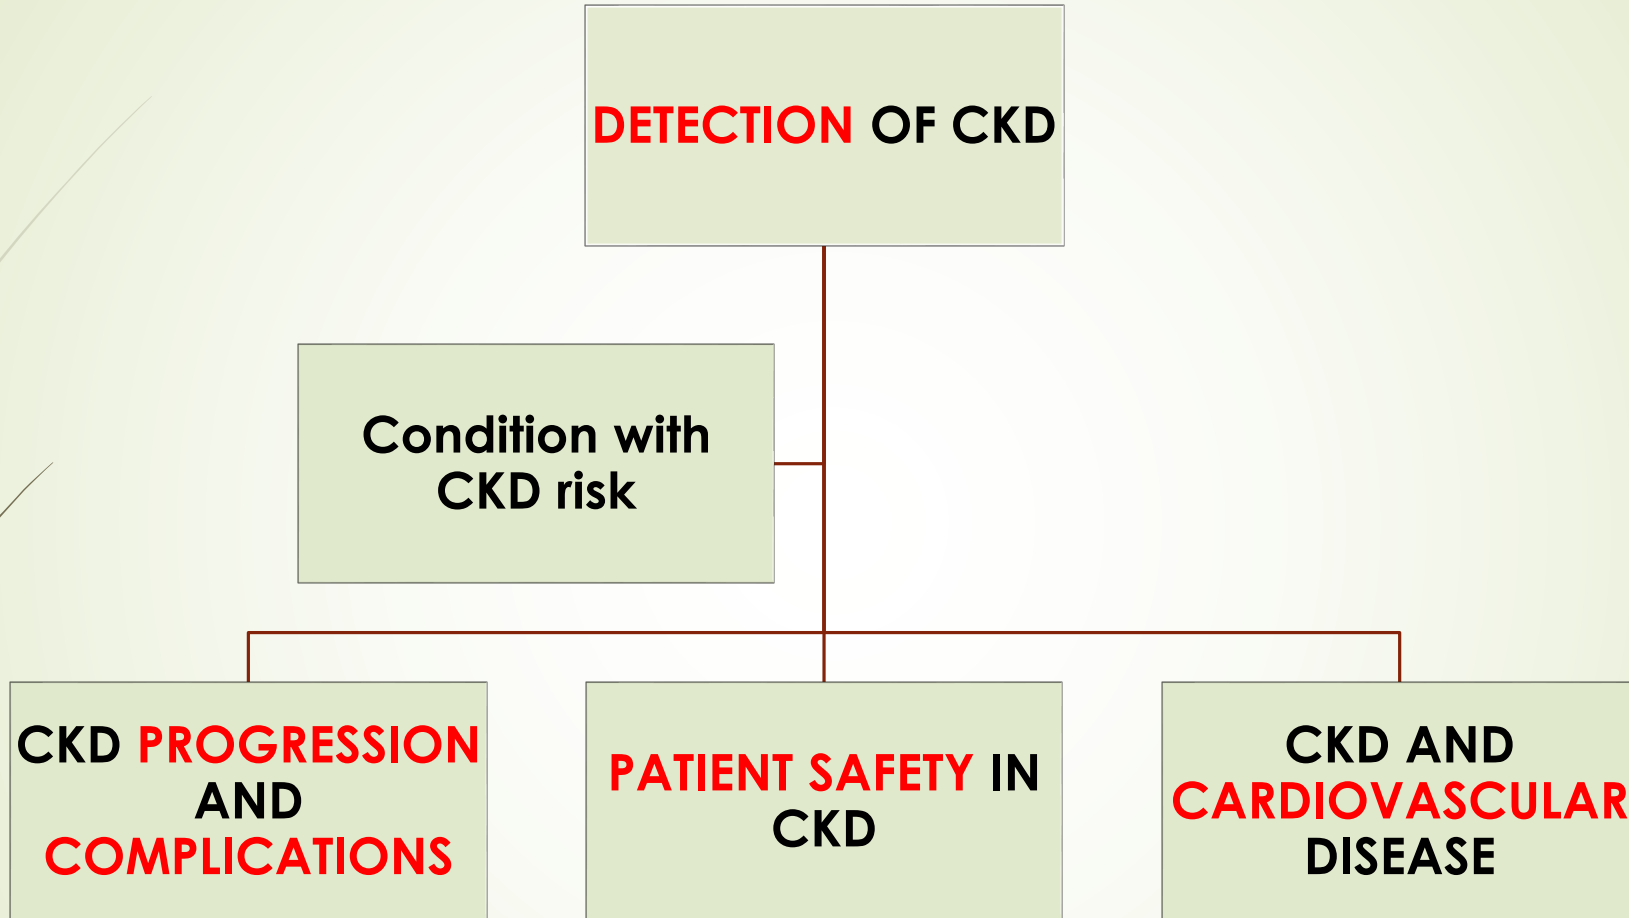 DETECTION OF CKD
Condition with
CKD risk
CKD PROGRESSION
AND
COMPLICATIONS
PATIENT SAFETY IN
CKD
CKD AND
CARDIOVASCULAR
DISEASE